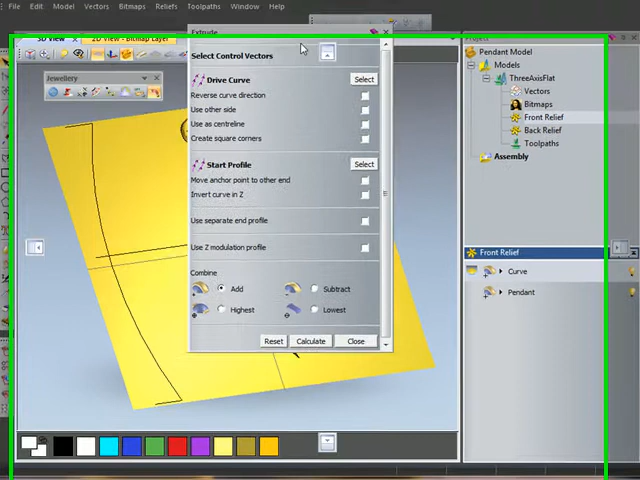 File Edit Model Vectors Reliefs Toolpaths Window Help
3D View 2D View - Bitmap Layer
Extrude
Project
Select Control Vectors
Pendant Model
Models
ThreeAxisFlat
Vectors
Bitmaps
Front Relief
Back Relief
Toolpaths
Assembly
Jewellery
Drive Curve Select
Reverse curve direction
Use other side
Use as centreline
Create square corners
Start Profile Select
Move anchor point to other end
Invert curve in Z
Use separate end profile
Use Z modulation profile
Combine
Add Subtract
Highest Lowest
Reset Calculate Close
Front Relief
Curve
Pendant